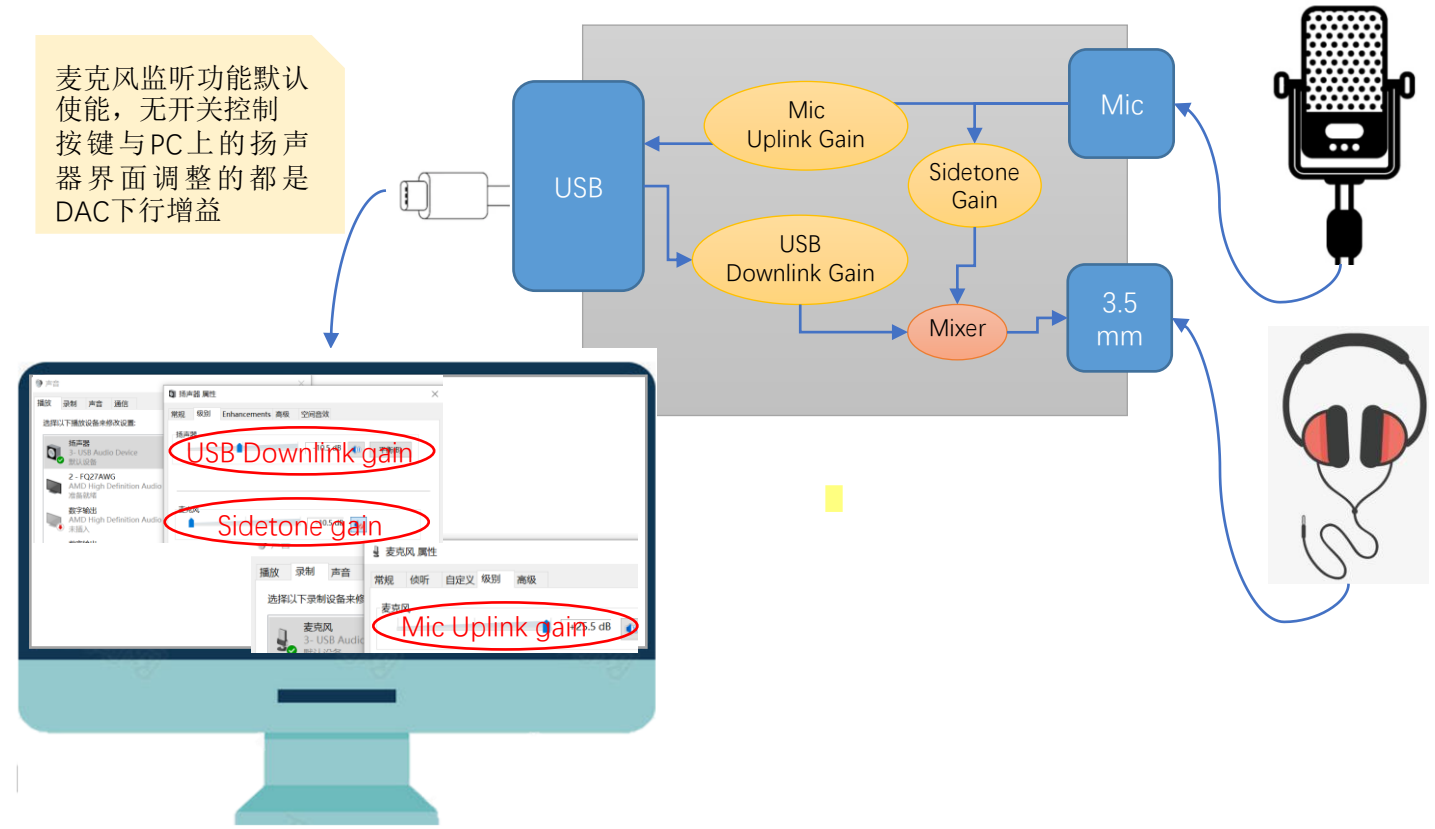 麦克风监听功能默认
使能，无开关控制
按键与PC上的扬声
器界面调整的都是
DAC下行增益
USB
Mic
Uplink Gain
Mic
Sidetone
Gain
USB
Downlink Gain
Mixer
3.5
mm
声音
播放 录制 声音 通信
选择以下播放设备来修改设置:
扬声器
3- USB Audio Device
默认设备
2 - FQ27AWG
AMD High Definition Audio
准备就绪
数字输出
AMD High Definition Audio
未插入
扬声器 属性
常规 级别 Enhancements 高级 空间音效
扬声器
USB Downlink gain
麦克风
Sidetone gain
播放 录制 声音
选择以下录制设备来修
麦克风
3- USB Audio
麦克风 属性
常规 侦听 自定义 级别 高级
麦克风
Mic Uplink gain
+25.5 dB